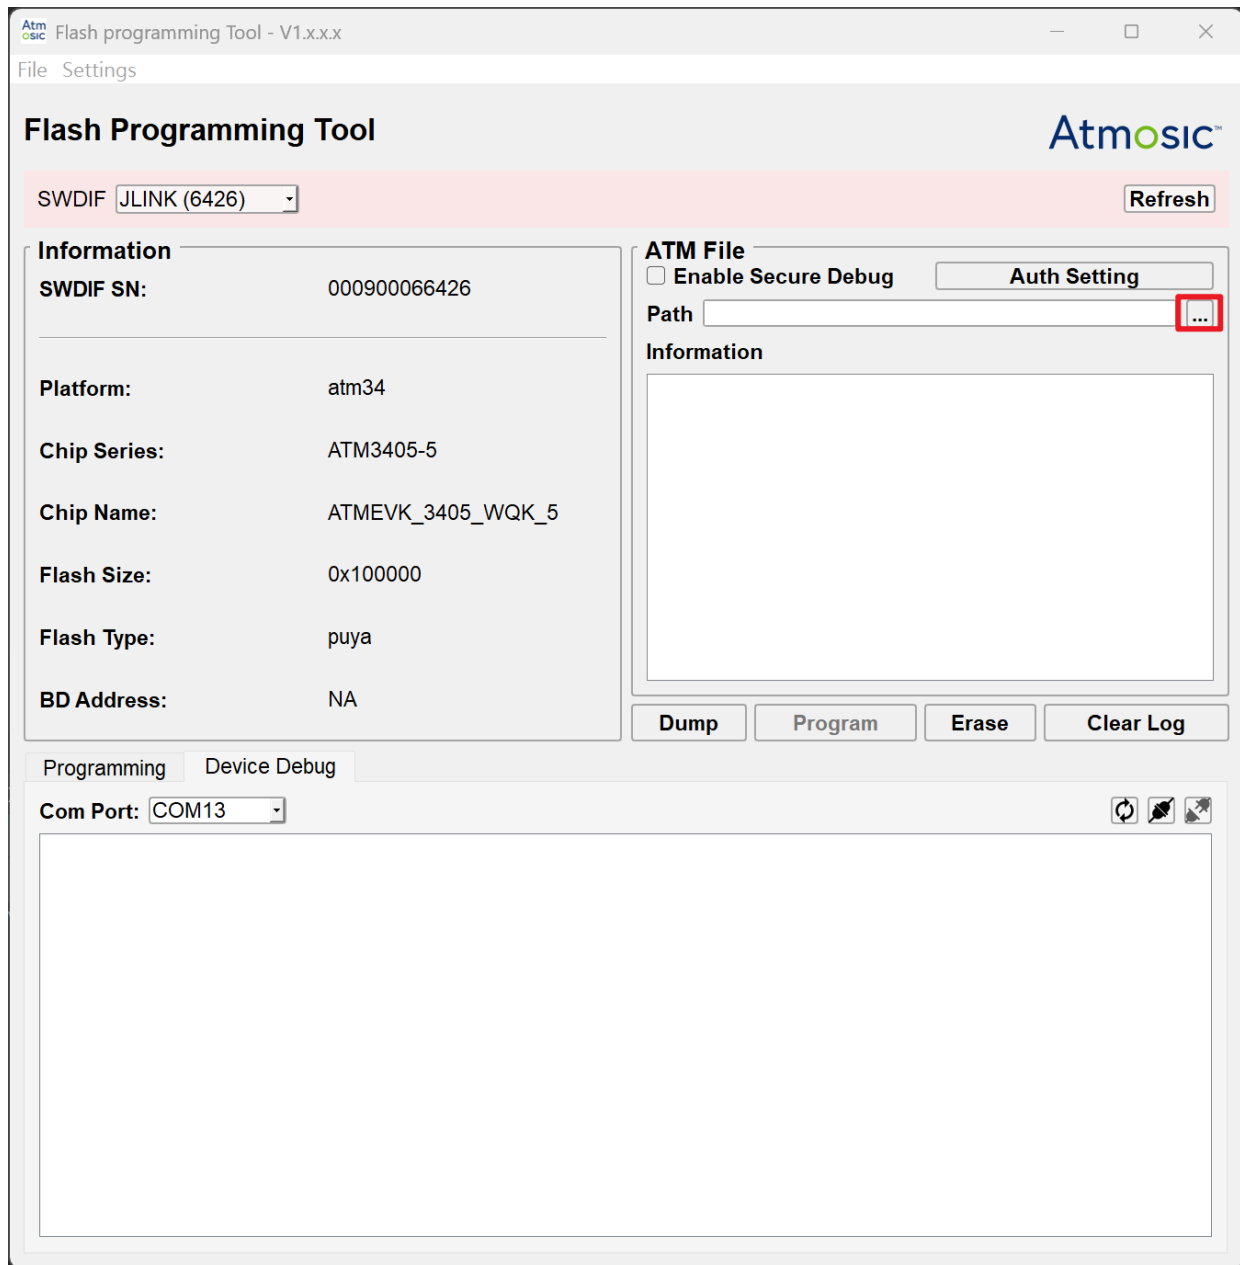 Atmosic Flash programming Tool - V1.x.x.x
File Settings
Flash Programming Tool
Atmosic™
SWDIF JLINK (6426) Refresh
Information
SWDIF SN: 000900066426
Platform: atm34
Chip Series: ATM3405-5
Chip Name: ATMEVK_3405_WQK_5
Flash Size: 0x100000
Flash Type: puya
BD Address: NA
ATM File
Enable Secure Debug Auth Setting
Path ...
Information
Dump Program Erase Clear Log
Programming Device Debug
Com Port: COM13